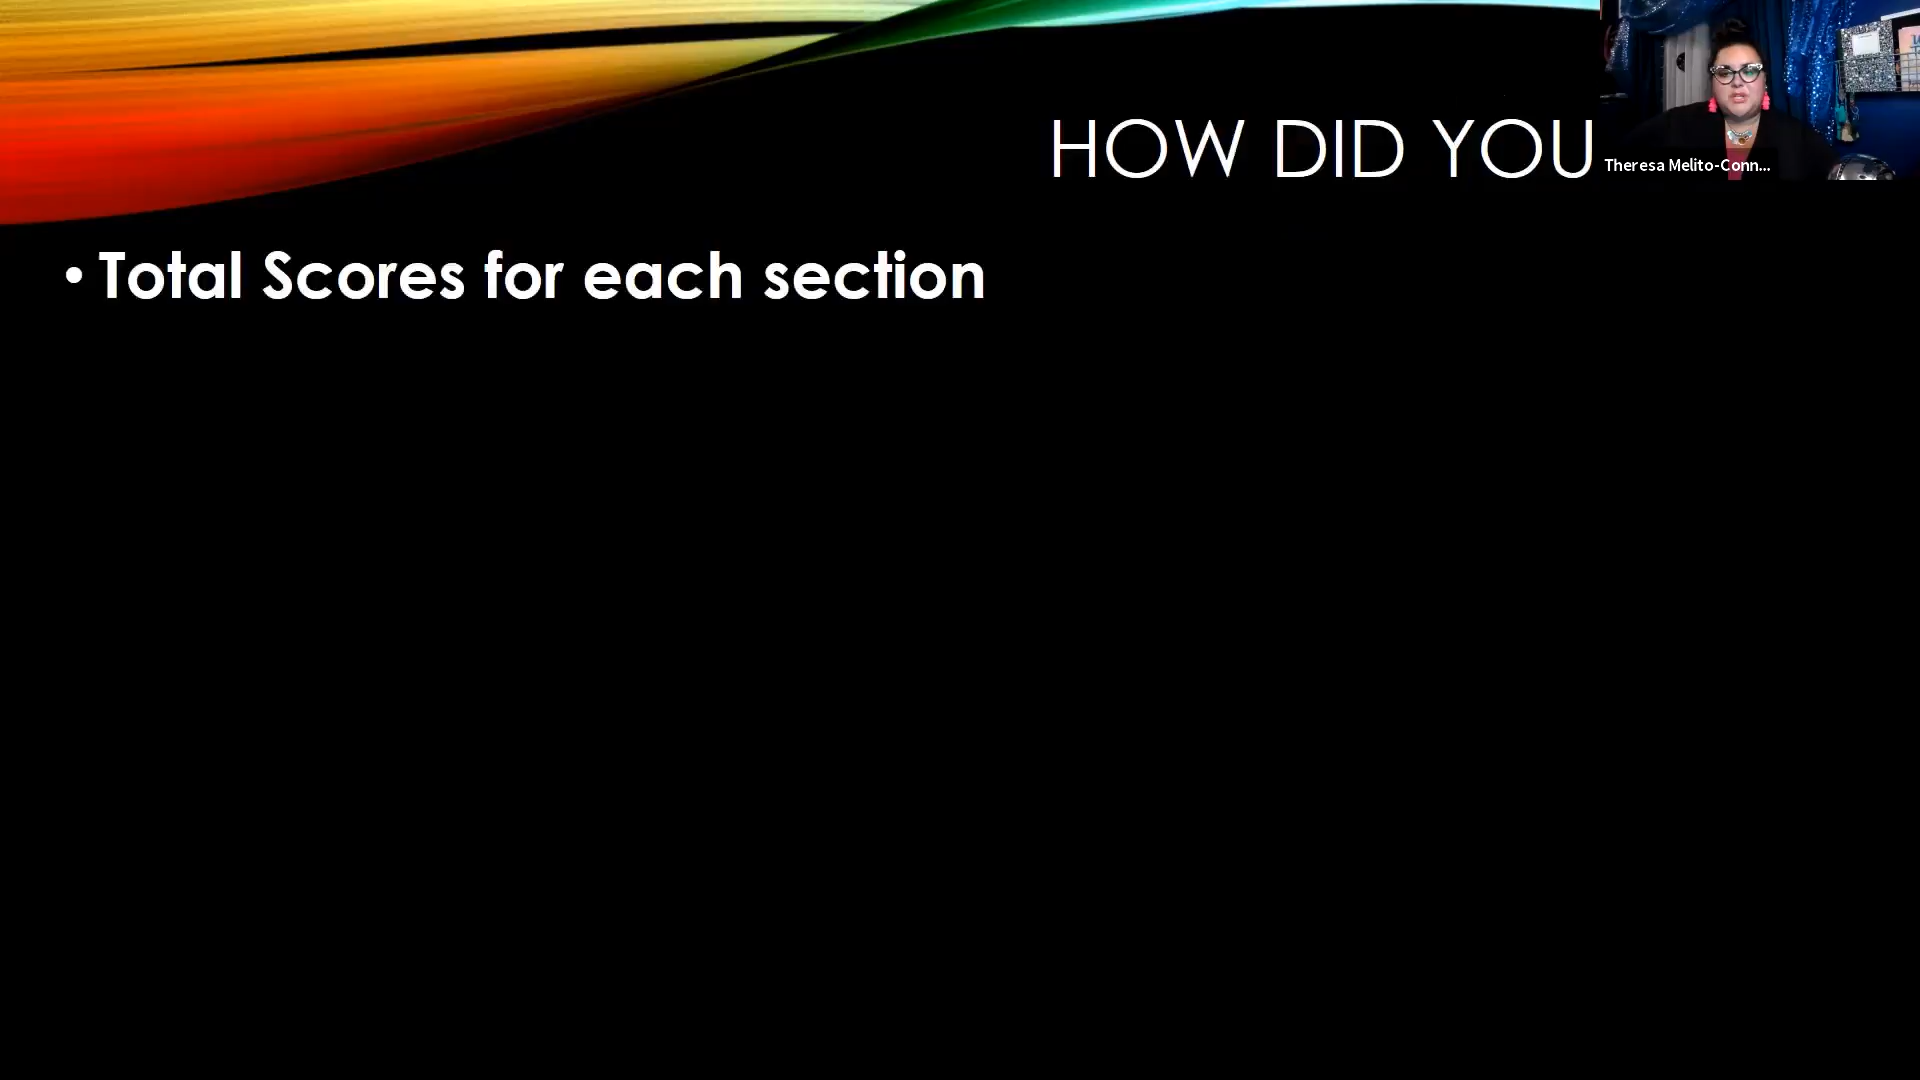 HOW DID YOU
Theresa Melito-Conn...
• Total Scores for each section